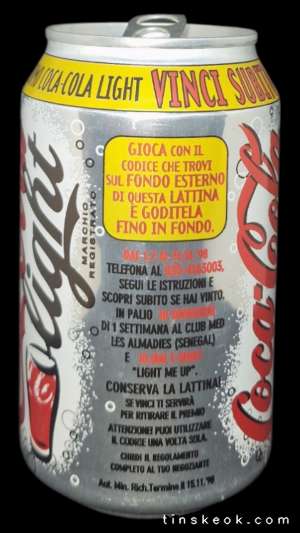 COCA-COLA LIGHT VINCI SUBITO
GIOCA CON IL
CODICE CHE TROVI
SUL FONDO ESTERNO
DI QUESTA LATTINA
E GODITELA
FINO IN FONDO.
light
MARCHIO
REGISTRATO
Coca-Cola
TELEFONA AL
SEGUI LE ISTRUZIONI E
SCOPRI SUBITO SE HAI VINTO.
IN PALIO
DI 1 SETTIMANA AL CLUB MED
LES ALMADIES (SENEGAL)
E
"LIGHT ME UP".
CONSERVA LA LATTINA!
SE VINCI TI SERVIRÀ
PER RITIRARE IL PREMIO
ATTENZIONE! PUOI UTILIZZARE
IL CODICE UNA VOLTA SOLA.
CHIEDI IL REGOLAMENTO
COMPLETO AL TUO NEGOZIANTE
Aut. Min. Rich. Termine il 15.11.'98
tinskeok.com